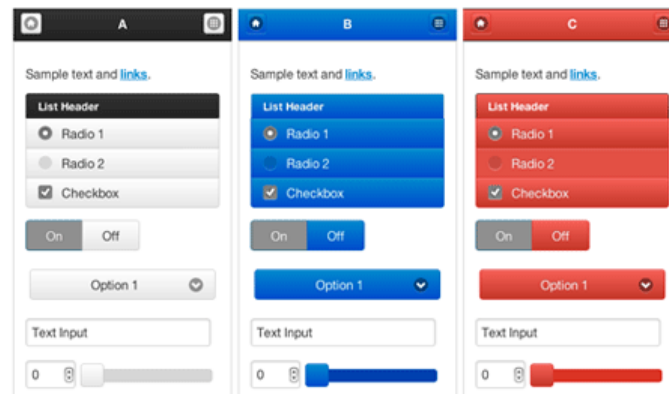 A
Sample text and links.
List Header
Radio 1
Radio 2
Checkbox
On Off
Option 1
Text Input
0
B
Sample text and links.
List Header
Radio 1
Radio 2
Checkbox
On Off
Option 1
Text Input
0
C
Sample text and links.
List Header
Radio 1
Radio 2
Checkbox
On Off
Option 1
Text Input
0